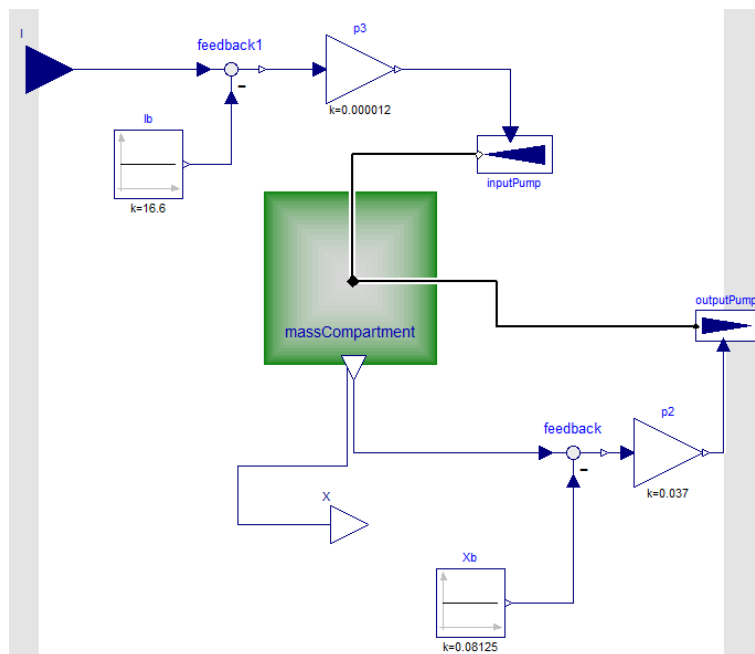 I
feedback1
p3
-
k=0.000012
Ib
k=16.6
inputPump
massCompartment
outputPump
p2
feedback
-
k=0.037
X
Xb
k=0.08125